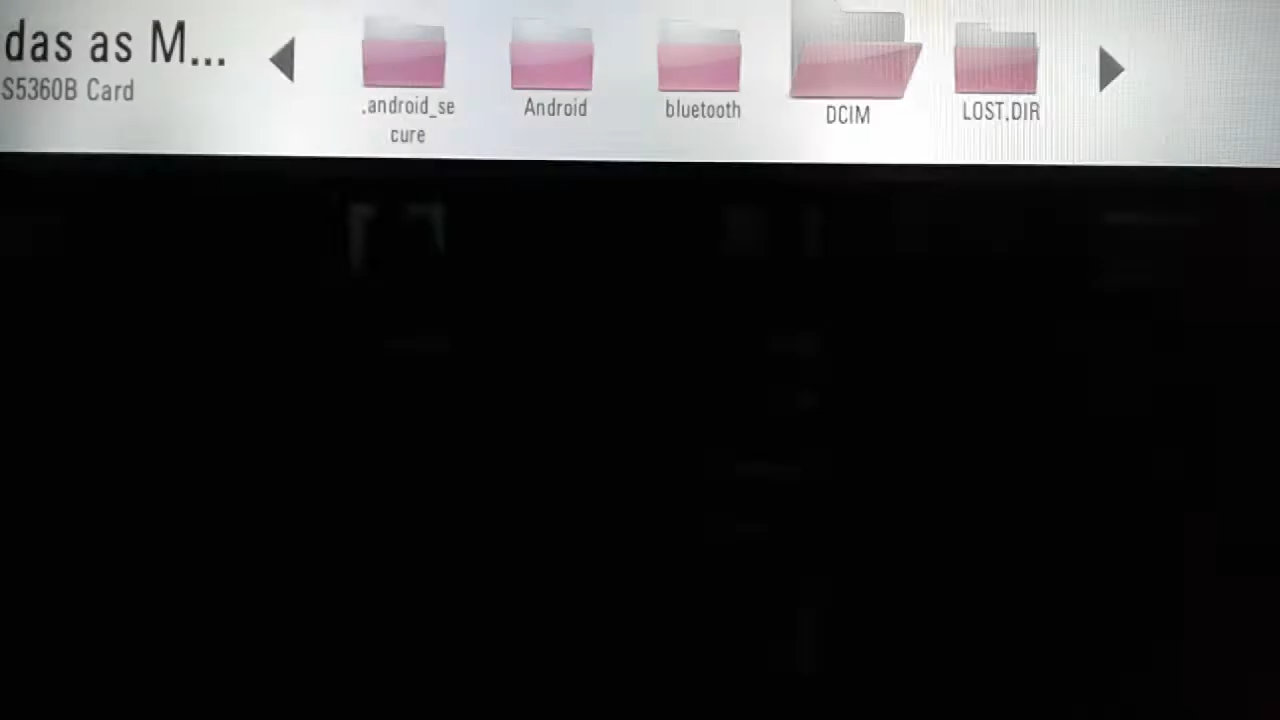 das as M...
S5360B Card
.android_se
cure
Android
bluetooth
DCIM
LOST.DIR